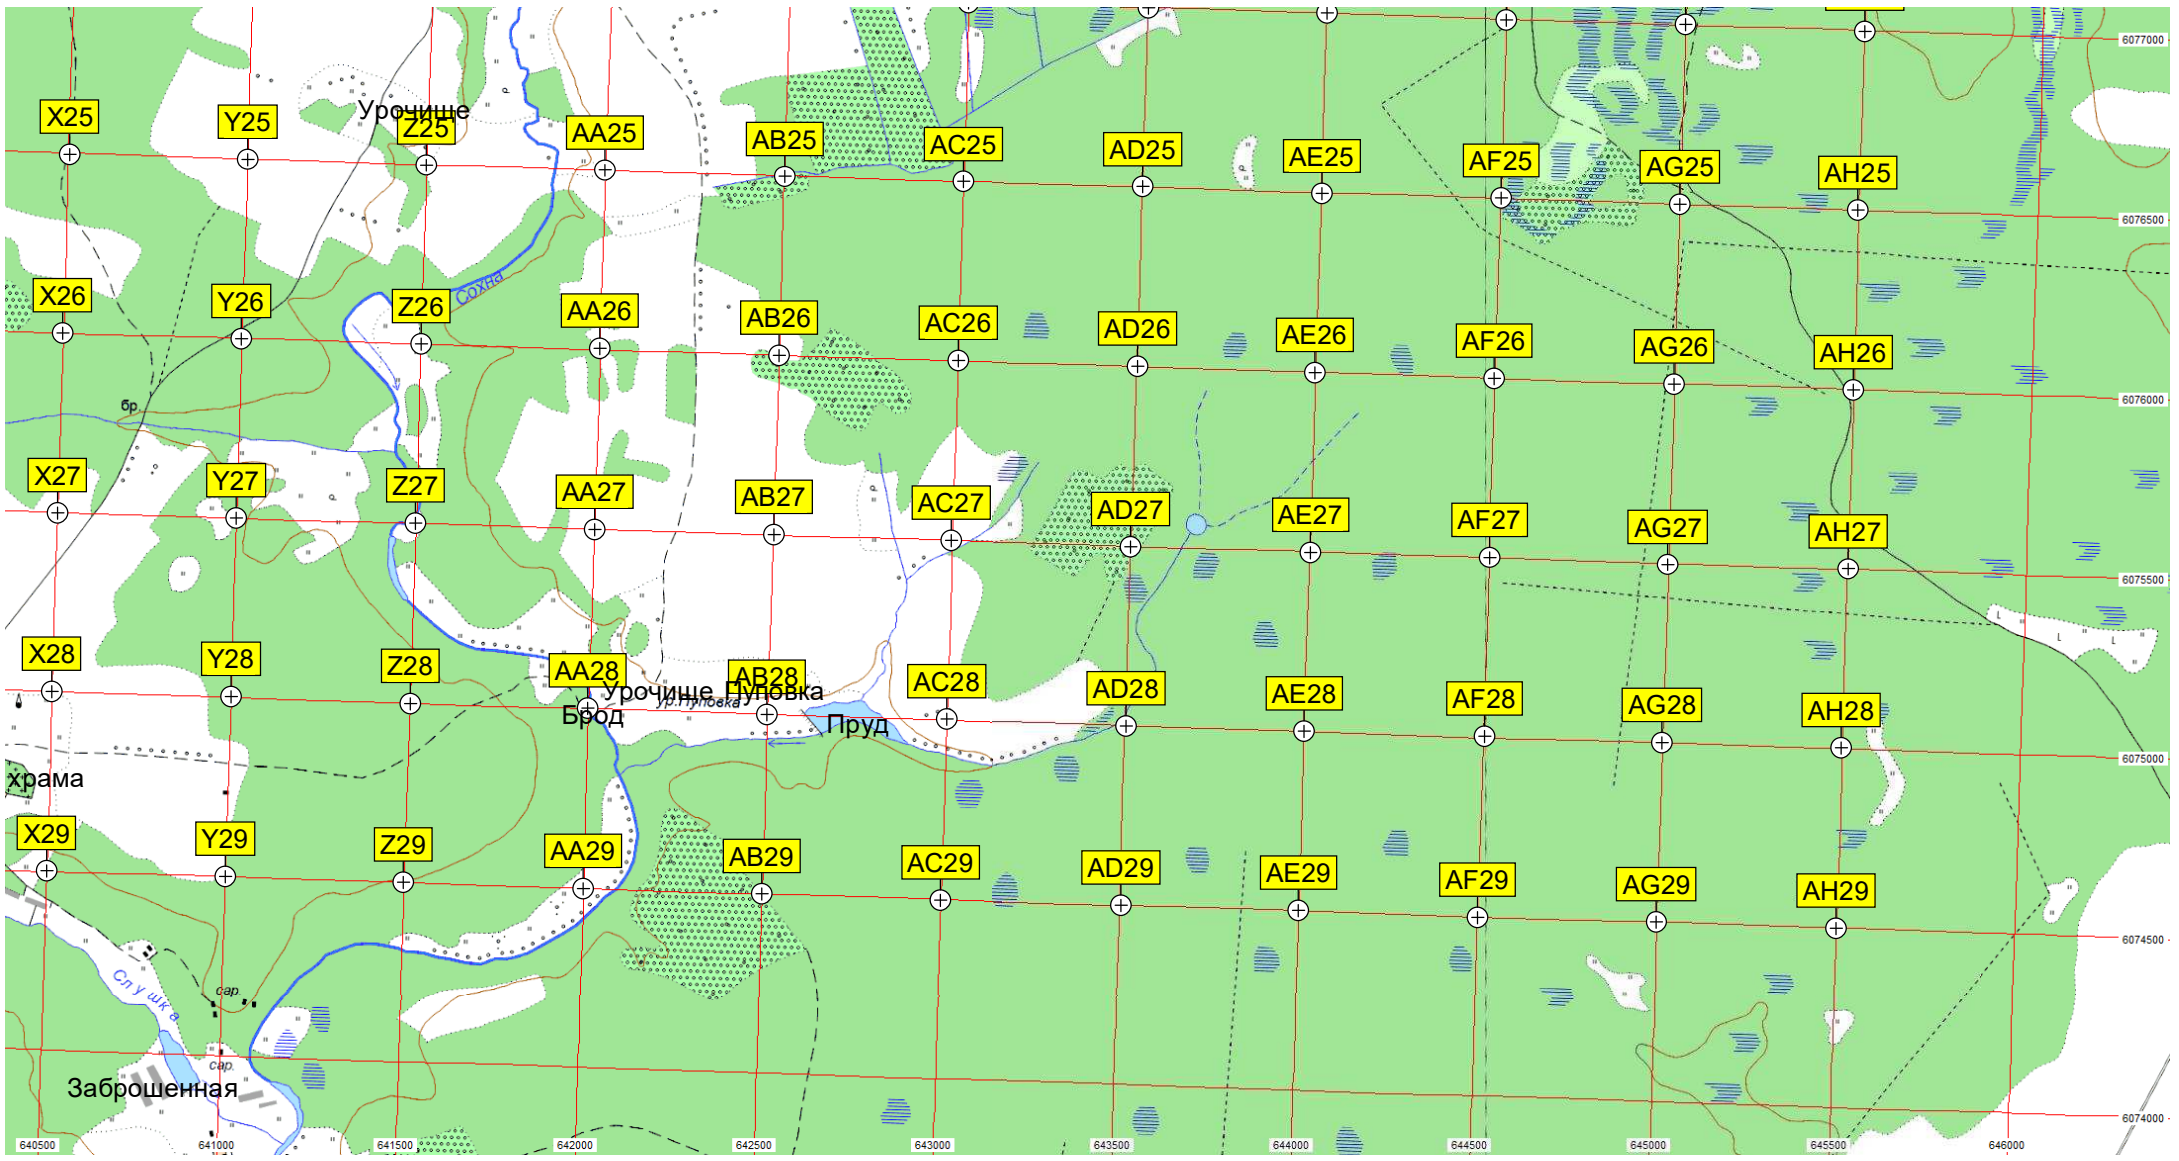 6077000
X25 Y25 Урочище Z25 AA25 AB25 AC25 AD25 AE25 AF25 AG25 AH25
6076500
Сохна
X26 Y26 Z26 AA26 AB26 AC26 AD26 AE26 AF26 AG26 AH26
6076000
бр.
X27 Y27 Z27 AA27 AB27 AC27 AD27 AE27 AF27 AG27 AH27
6075500
X28 Y28 Z28 AA28 AB28 AC28 AD28 AE28 AF28 AG28 AH28
Урочище Пуповка
ур.Пуповка
Брод
Пруд
6075000
храма
X29 Y29 Z29 AA29 AB29 AC29 AD29 AE29 AF29 AG29 AH29
6074500
Слушка
сар.
сар.
Заброшенная
6074000
640500 641000 641500 642000 642500 643000 643500 644000 644500 645000 645500 646000